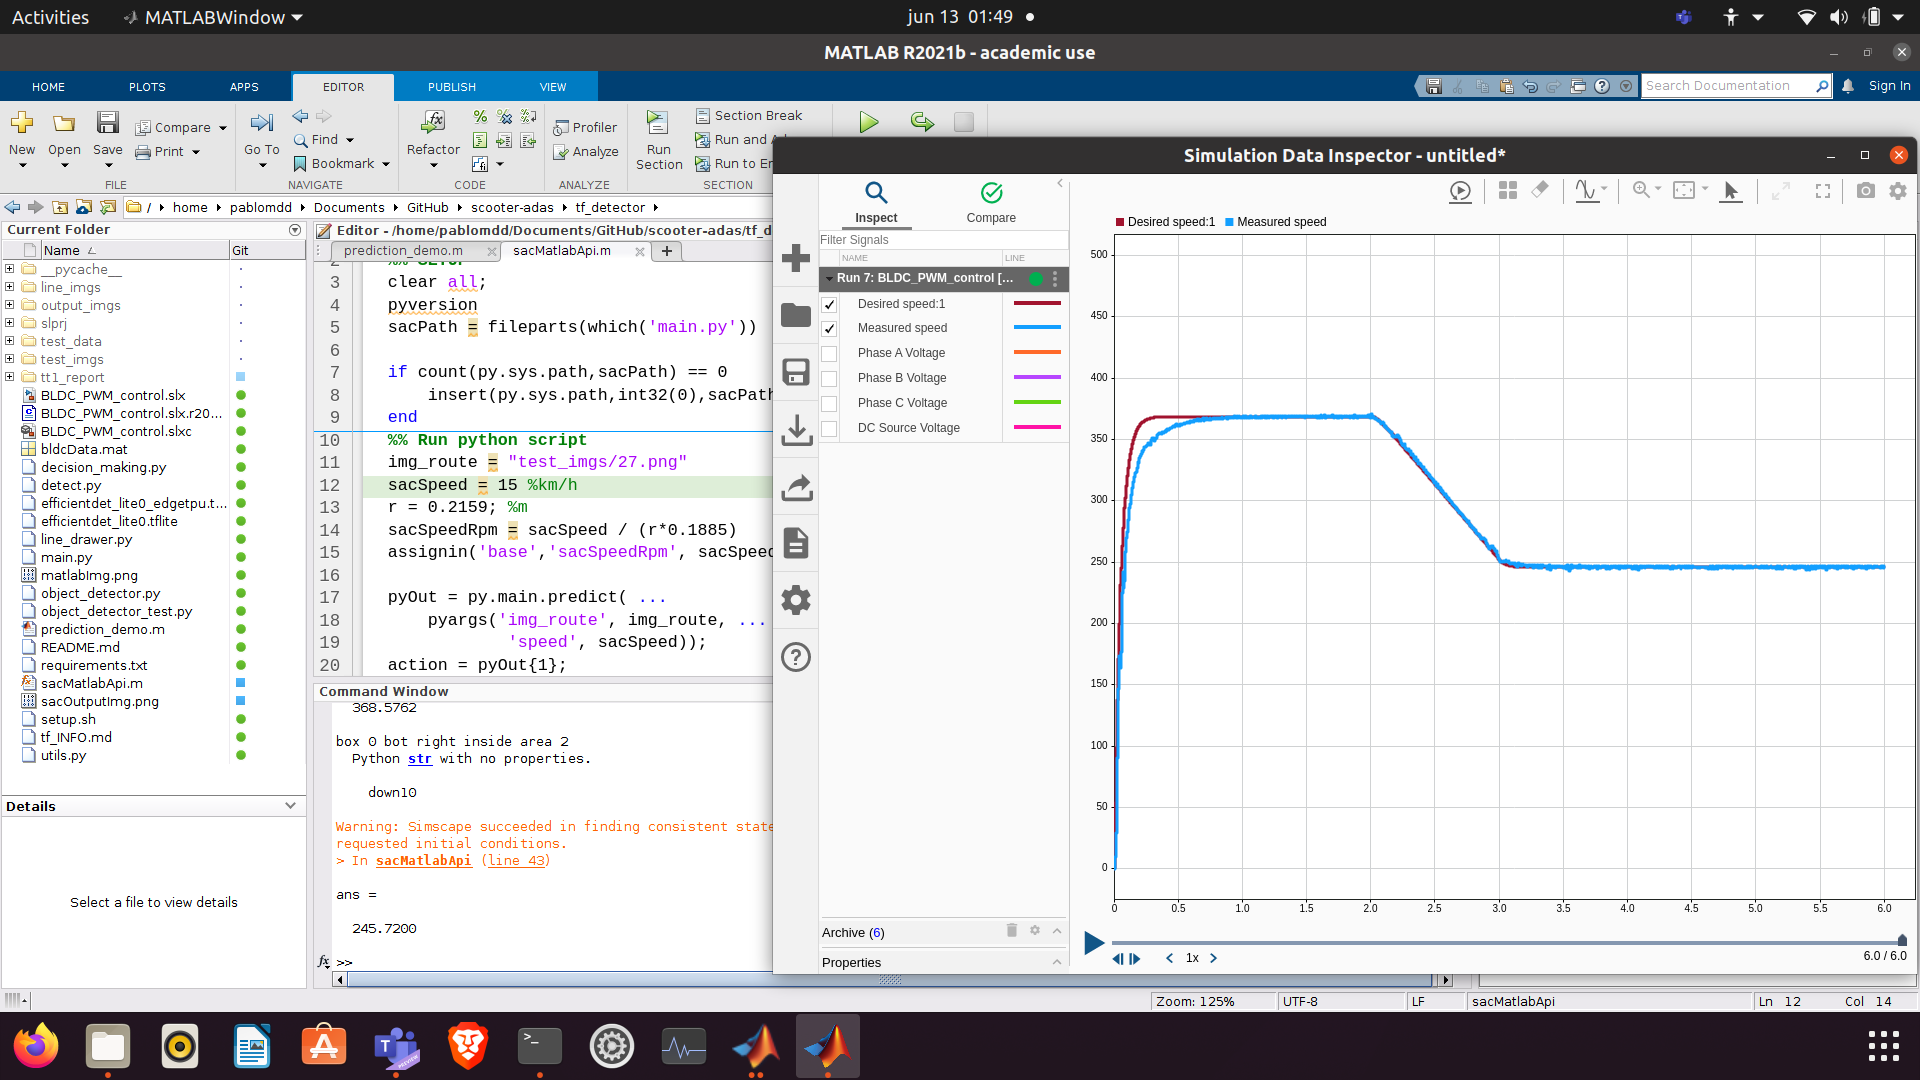 Activities
MATLABWindow
jun 13 01:49
MATLAB R2021b - academic use
HOME
PLOTS
APPS
EDITOR
PUBLISH
VIEW
Search Documentation
Sign In
New
Open
Save
Compare
Print
FILE
Go To
Find
Bookmark
NAVIGATE
Refactor
CODE
Profiler
Analyze
ANALYZE
Run Section
Section Break
Run and
Run to
SECTION
/ home pablomdd Documents GitHub scooter-adas tf_detector
Current Folder
Name
Git
__pycache__
line_imgs
output_imgs
slprj
test_data
test_imgs
tt1_report
BLDC_PWM_control.slx
BLDC_PWM_control.slx.r20...
BLDC_PWM_control.slxc
bldcData.mat
decision_making.py
detect.py
efficientdet_lite0_edgetpu.t...
efficientdet_lite0.tflite
line_drawer.py
main.py
matlabImg.png
object_detector.py
object_detector_test.py
prediction_demo.m
README.md
requirements.txt
sacMatlabApi.m
sacOutputImg.png
setup.sh
tf_INFO.md
utils.py
Details
Select a file to view details
Editor - /home/pablomdd/Documents/GitHub/scooter-adas/tf_d
prediction_demo.m
sacMatlabApi.m
3 clear all;
4 pyversion
5 sacPath = fileparts(which('main.py'))
6
7 if count(py.sys.path,sacPath) == 0
8 insert(py.sys.path,int32(0),sacPath
9 end
10 %% Run python script
11 img_route = "test_imgs/27.png"
12 sacSpeed = 15 %km/h
13 r = 0.2159; %m
14 sacSpeedRpm = sacSpeed / (r*0.1885)
15 assignin('base','sacSpeedRpm', sacSpeed
16
17 pyOut = py.main.predict( ...
18 pyargs('img_route', img_route, ...
19 'speed', sacSpeed));
20 action = pyOut{1};
Command Window
368.5762
box 0 bot right inside area 2
Python str with no properties.
down10
Warning: Simscape succeeded in finding consistent state
requested initial conditions.
> In sacMatlabApi (line 43)
ans =
245.7200
fx >>
Simulation Data Inspector - untitled*
Inspect
Compare
Filter Signals
NAME
LINE
Run 7: BLDC_PWM_control [...
Desired speed:1
Measured speed
Phase A Voltage
Phase B Voltage
Phase C Voltage
DC Source Voltage
Archive (6)
Properties
Desired speed:1 Measured speed
500
450
400
350
300
250
200
150
100
50
0
0 0.5 1.0 1.5 2.0 2.5 3.0 3.5 4.0 4.5 5.0 5.5 6.0
1x
6.0 / 6.0
Zoom: 125%
UTF-8
LF
sacMatlabApi
Ln 12
Col 14
PREVIEW